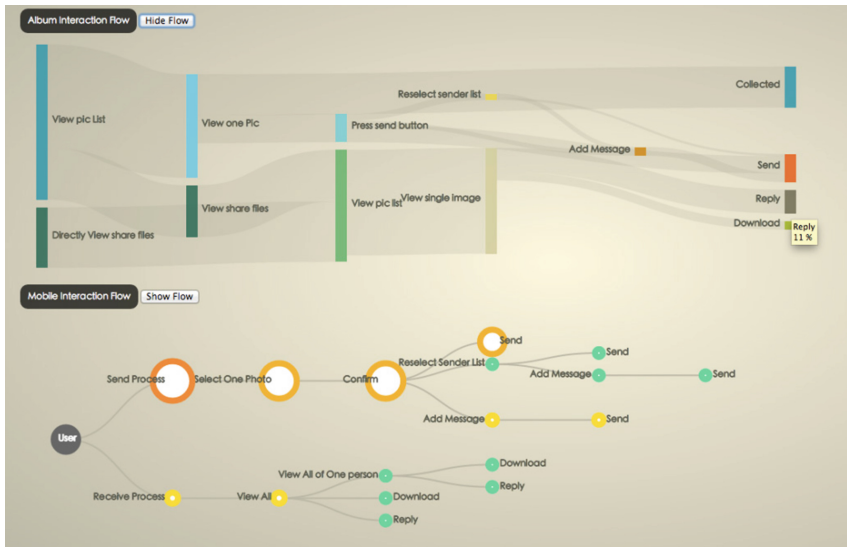 Album Interaction Flow Hide Flow
Collected
Reselect sender list
View pic List
View one Pic
Press send button
Add Message
Send
Reply
View pic list
View single image
View share files
Download
Reply
11 %
Directly View share files
Mobile Interaction Flow Show Flow
Send
Reselect Sender List
Send
Send Process
Select One Photo
Confirm
Add Message
Send
Add Message
Send
User
View All of One person
Download
Reply
Receive Process
View All
Download
Reply